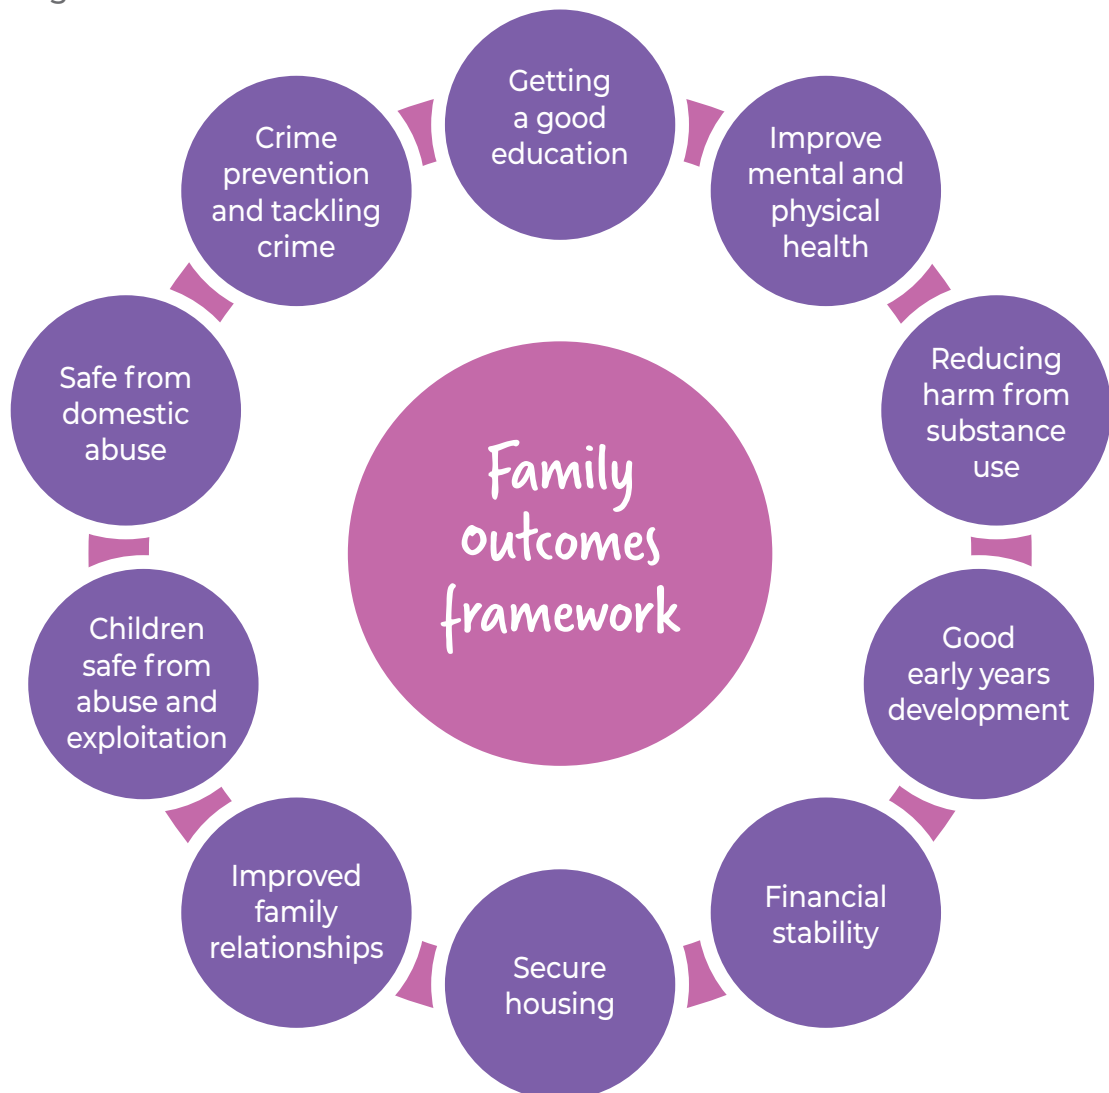 Getting
a good
education
Improve
mental and
physical
health
Reducing
harm from
substance
use
Good
early years
development
Financial
stability
Secure
housing
Improved
family
relationships
Children
safe from
abuse and
exploitation
Safe from
domestic
abuse
Crime
prevention
and tackling
crime
Family
outcomes
framework